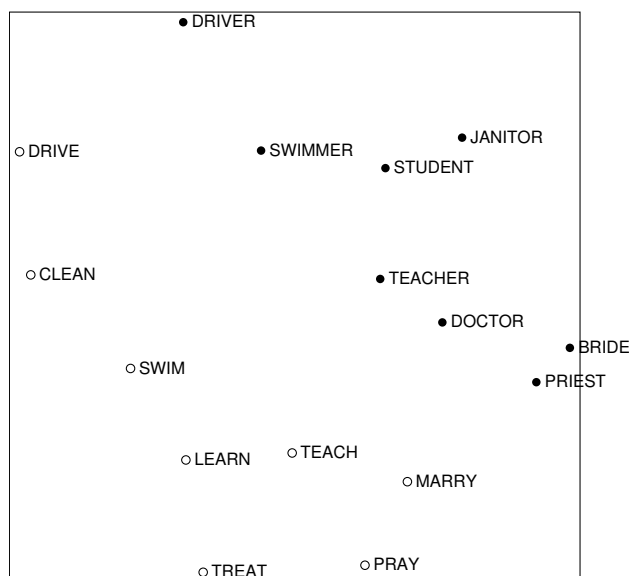 DRIVER
JANITOR
DRIVE
SWIMMER
STUDENT
CLEAN
TEACHER
DOCTOR
BRIDE
SWIM
PRIEST
LEARN
TEACH
MARRY
TREAT
PRAY